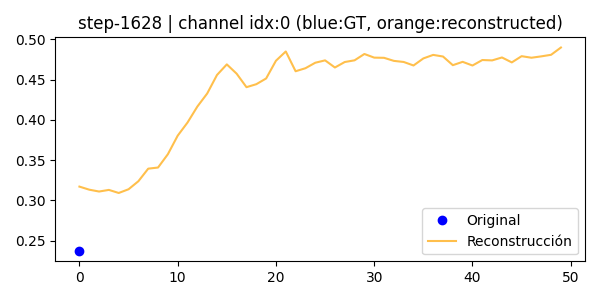 step-1628 | channel idx:0 (blue:GT, orange:reconstructed)
0.50
0.45
0.40
0.35
0.30
0.25
Original
Reconstrucción
0 10 20 30 40 50